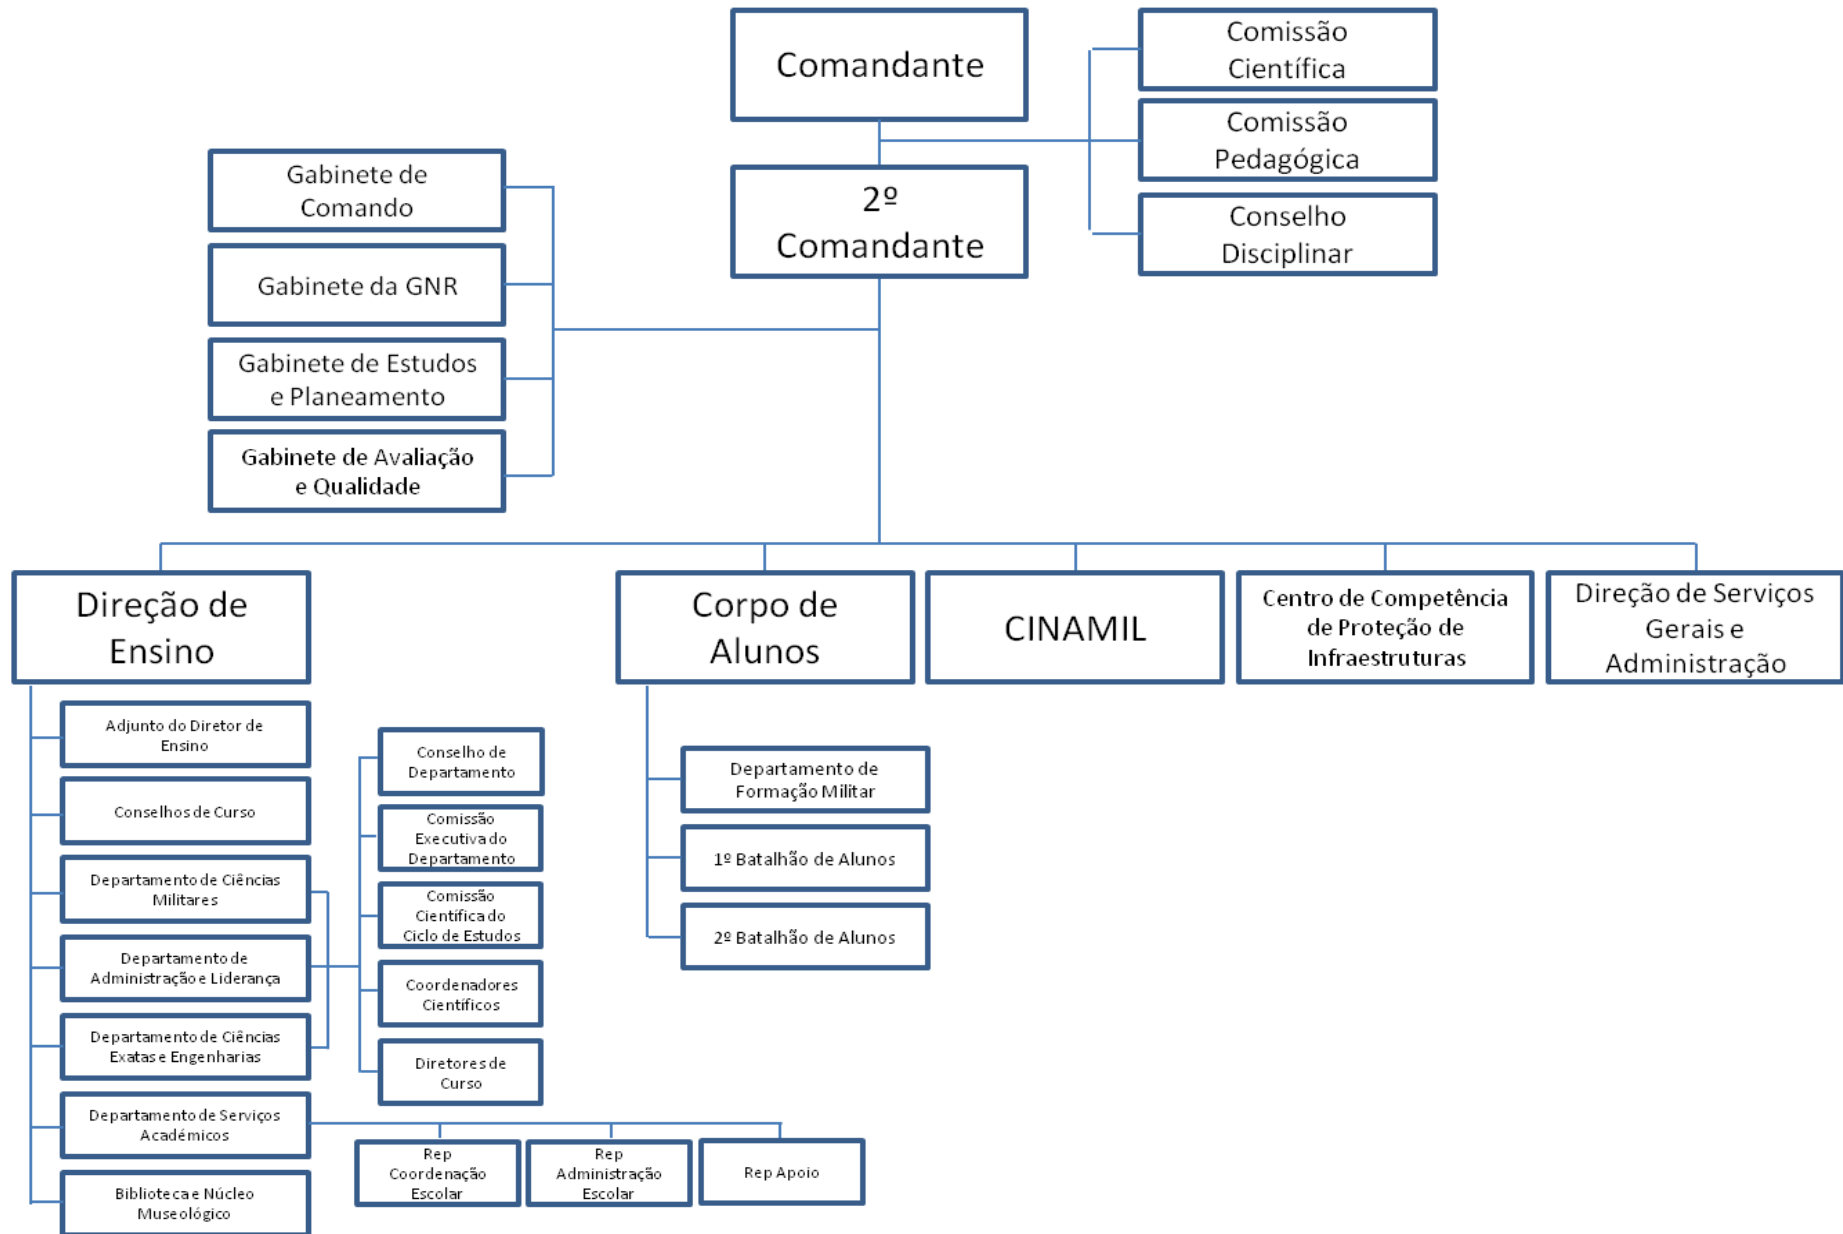 Comandante
Comissão
Científica
Comissão
Pedagógica
Conselho
Disciplinar
2º
Comandante
Gabinete de
Comando
Gabinete da GNR
Gabinete de Estudos
e Planeamento
Gabinete de Avaliação
e Qualidade
Direção de
Ensino
Corpo de
Alunos
CINAMIL
Centro de Competência
de Proteção de
Infraestruturas
Direção de Serviços
Gerais e
Administração
Adjunto do Diretor de
Ensino
Conselhos de Curso
Departamento de Ciências
Militares
Departamento de
Administração e Liderança
Departamento de Ciências
Exatas e Engenharias
Departamento de Serviços
Académicos
Biblioteca e Núcleo
Museológico
Conselho de
Departamento
Comissão
Executiva do
Departamento
Comissão
Científica do
Ciclo de Estudos
Coordenadores
Científicos
Diretores de
Curso
Rep
Coordenação
Escolar
Rep
Administração
Escolar
Rep Apoio
Departamento de
Formação Militar
1º Batalhão de Alunos
2º Batalhão de Alunos